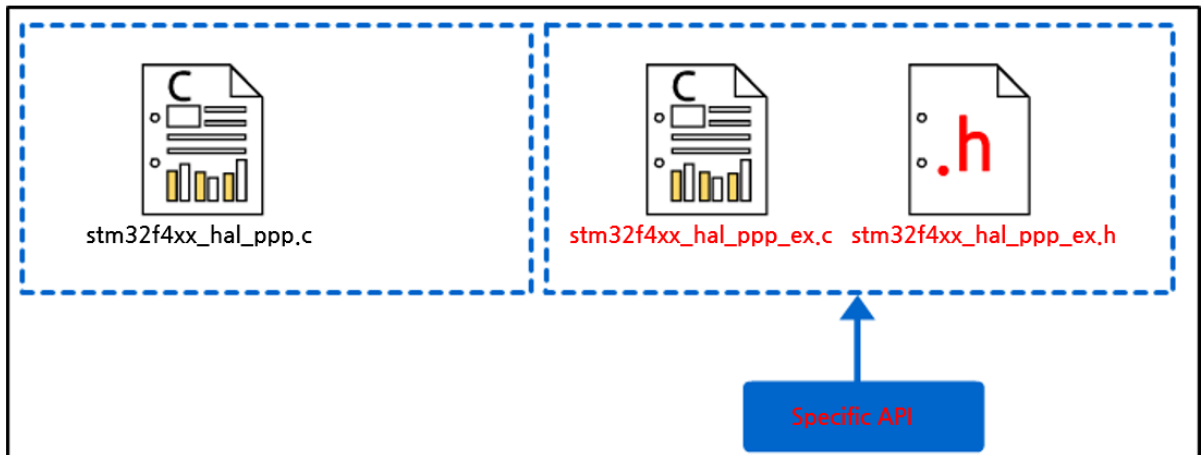 C
C
.h
stm32f4xx_hal_ppp.c
stm32f4xx_hal_ppp_ex.c
stm32f4xx_hal_ppp_ex.h
Specific API